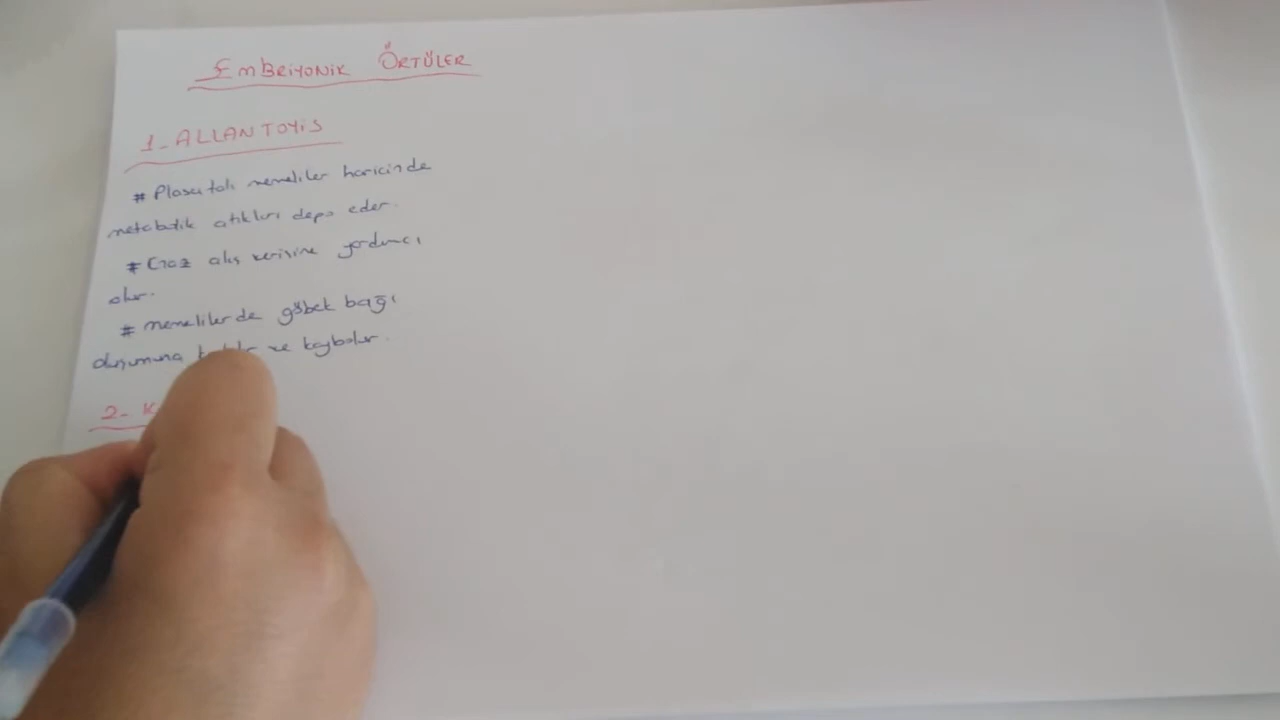 EMBRİYONİK ÖRTÜLER
1- ALLANTOYİS
# Plasentalı memeliler haricinde
metabolik atıkları depo eder.
# Gaz alış verişine yardımcı
olur.
# memelilerde göbek bağı
oluşumuna ve kaybolur.
2- K